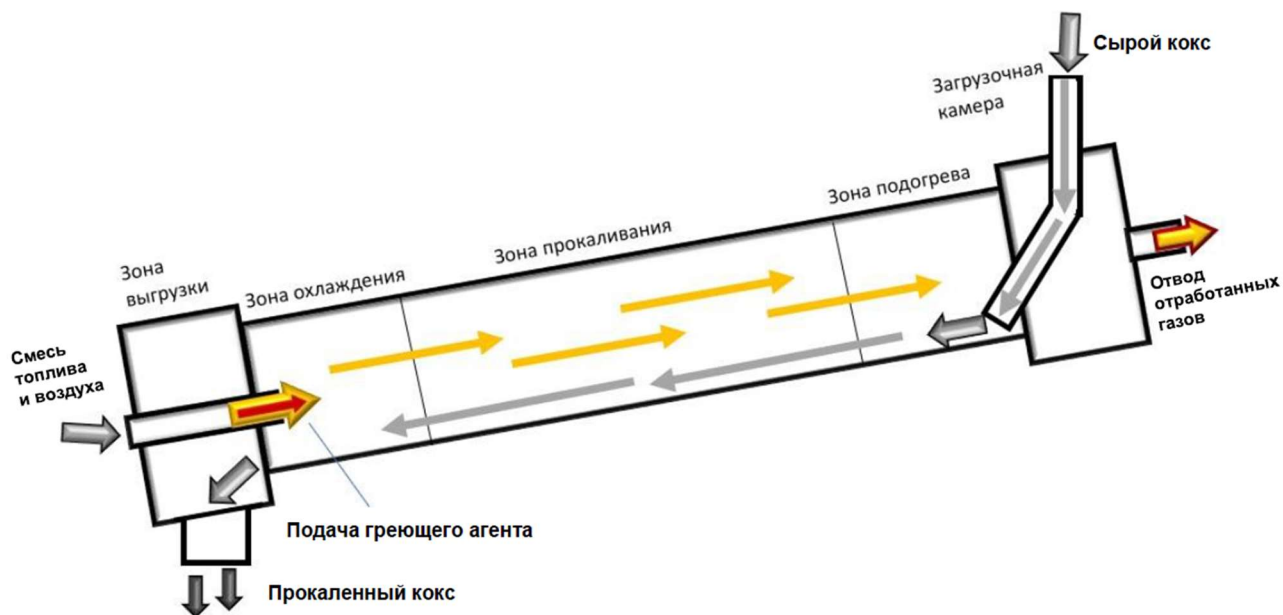 Сырой кокс
Загрузочная
камера
Зона подогрева
Зона прокаливания
Зона охлаждения
Зона
выгрузки
Смесь
топлива
и воздуха
Отвод
отработанных
газов
Подача греющего агента
Прокаленный кокс